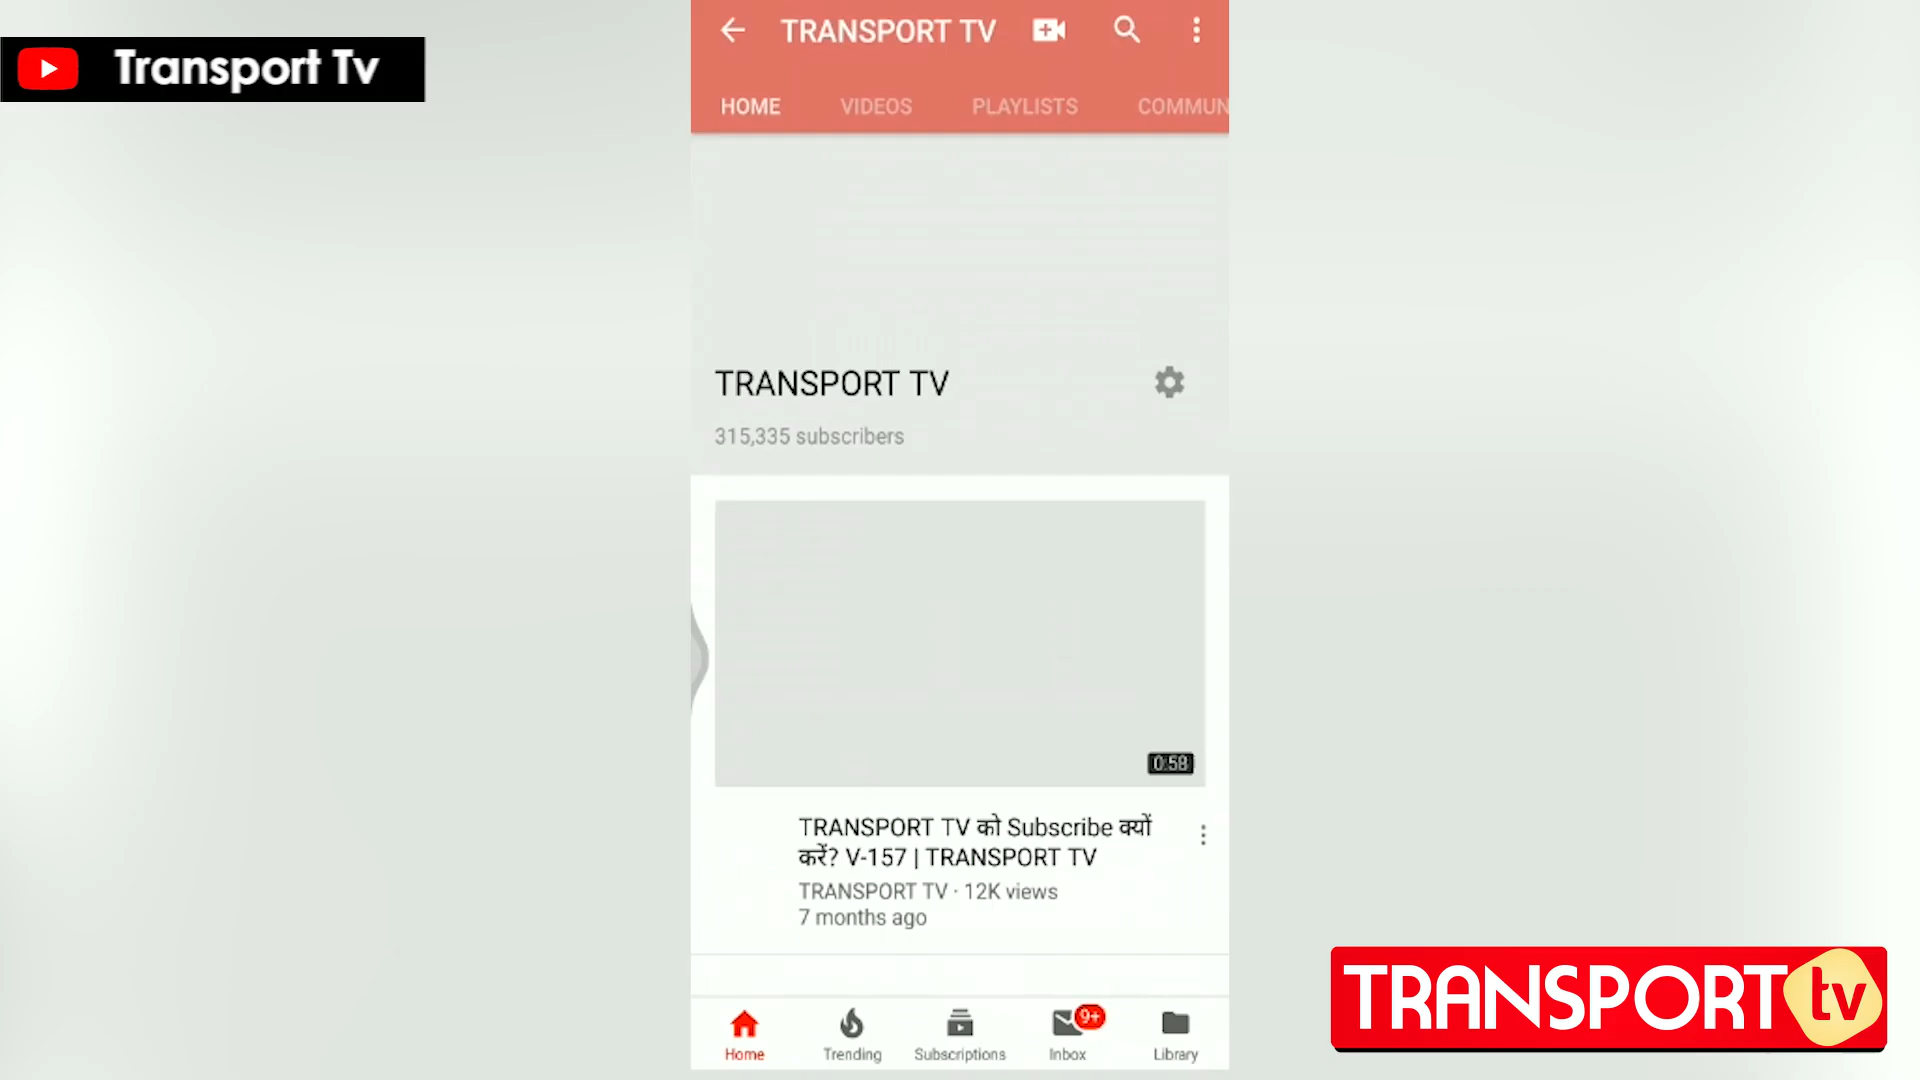 Transport Tv
TRANSPORT TV
HOME VIDEOS PLAYLISTS COMMUN
TRANSPORT TV
315,335 subscribers
0:58
TRANSPORT TV को Subscribe क्यों
करें? V-157 | TRANSPORT TV
TRANSPORT TV · 12K views
7 months ago
9+
Home Trending Subscriptions Inbox Library
TRANSPORT tv